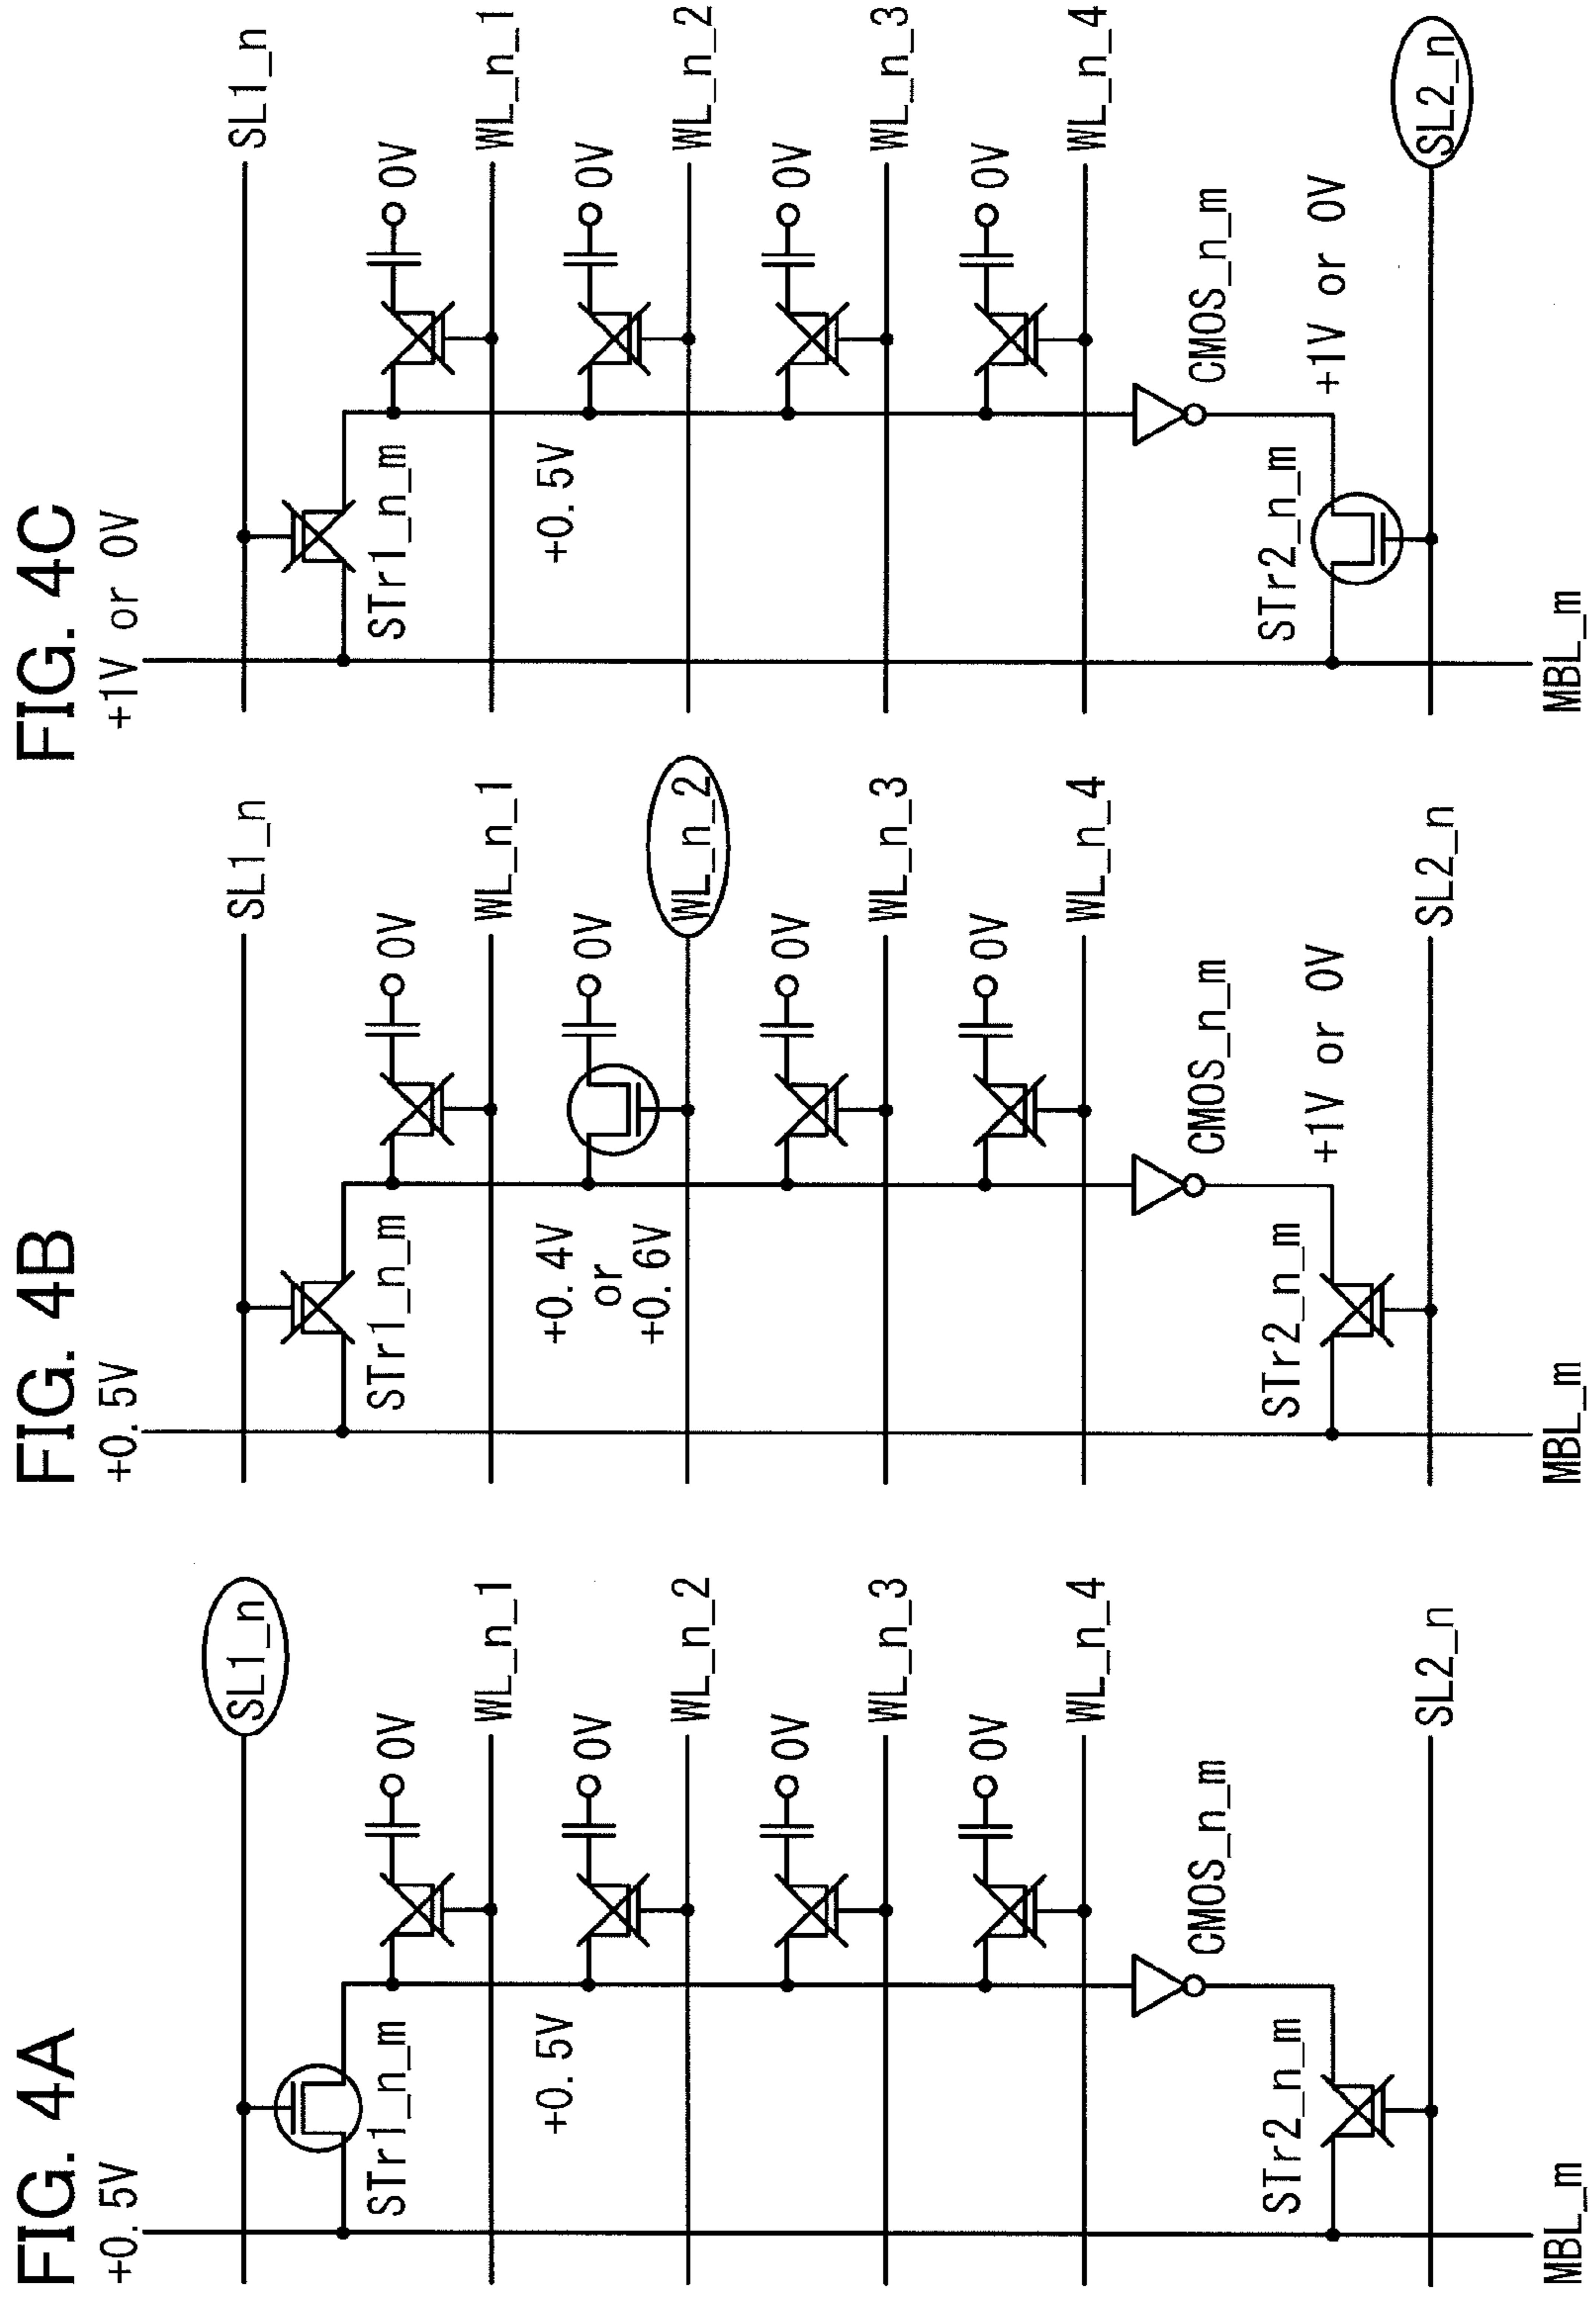 FIG. 4A
+0.5V
SL1_n
STr1_n_m
0V
WL_n_1
+0.5V
0V
WL_n_2
0V
WL_n_3
0V
WL_n_4
CMOS_n_m
STr2_n_m
SL2_n
MBL_m
FIG. 4B
+0.5V
SL1_n
STr1_n_m
0V
WL_n_1
+0.4V
or
+0.6V
0V
WL_n_2
0V
WL_n_3
0V
WL_n_4
CMOS_n_m
STr2_n_m
+1V or 0V
SL2_n
MBL_m
FIG. 4C
+1V or 0V
SL1_n
STr1_n_m
0V
WL_n_1
+0.5V
0V
WL_n_2
0V
WL_n_3
0V
WL_n_4
CMOS_n_m
STr2_n_m
+1V or 0V
SL2_n
MBL_m